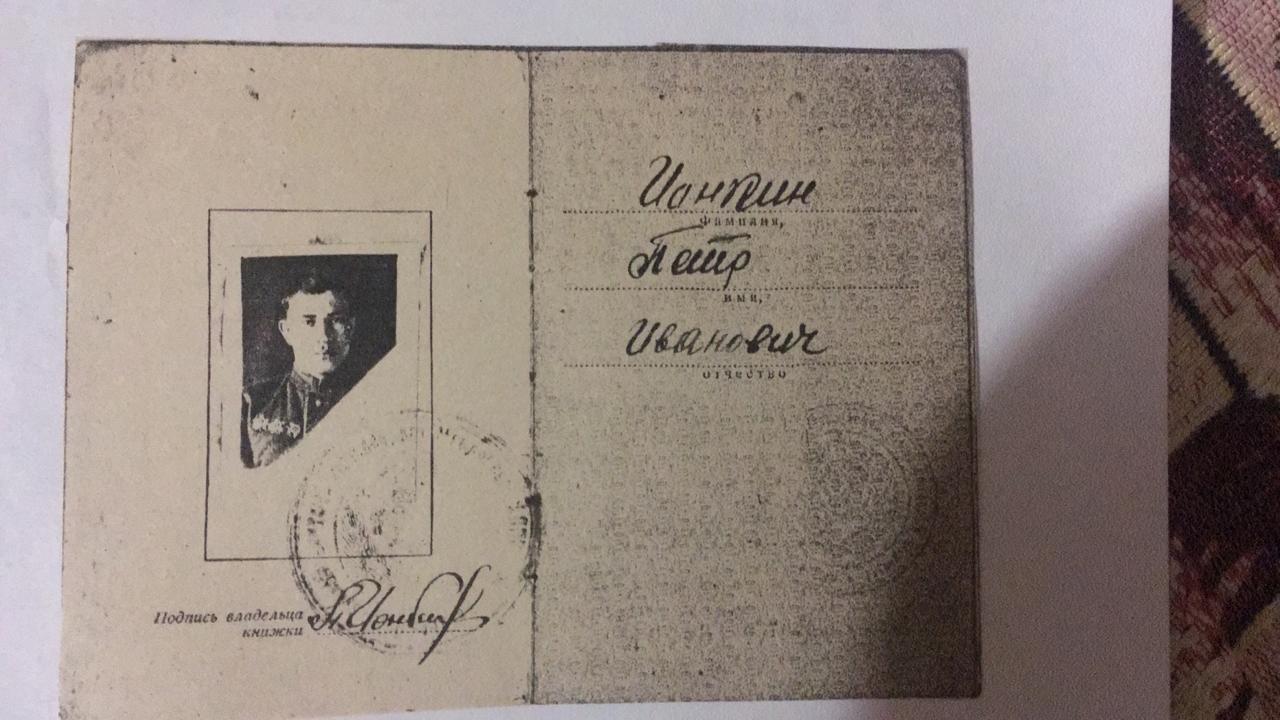 Подпись владельца
книжки
Ионкин
фамилия,
Петр
имя,
Иванович
отчество